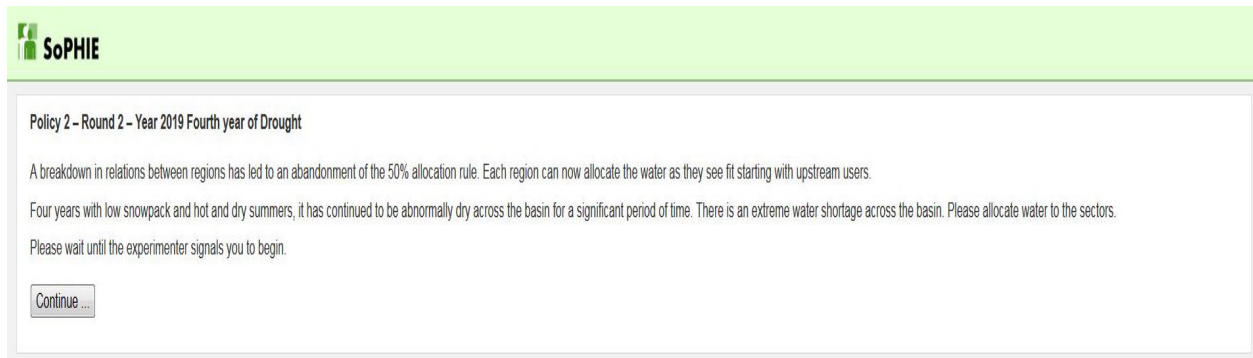 SoPHIE
Policy 2 – Round 2 – Year 2019 Fourth year of Drought
A breakdown in relations between regions has led to an abandonment of the 50% allocation rule. Each region can now allocate the water as they see fit starting with upstream users.
Four years with low snowpack and hot and dry summers, it has continued to be abnormally dry across the basin for a significant period of time. There is an extreme water shortage across the basin. Please allocate water to the sectors.
Please wait until the experimenter signals you to begin.
Continue ...